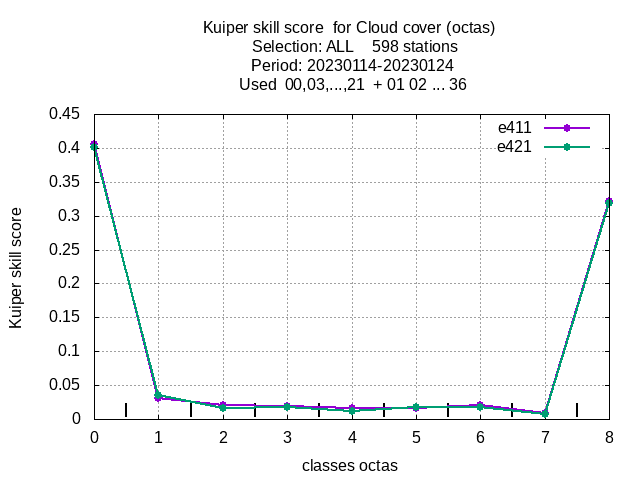 Kuiper skill score  for Cloud cover (octas)
Selection: ALL    598 stations
Period: 20230114-20230124
Used  00,03,...,21  + 01 02 ... 36
e411
e421
0.45
0.4
0.35
0.3
0.25
0.2
0.15
0.1
0.05
0
Kuiper skill score
0 1 2 3 4 5 6 7 8
classes octas